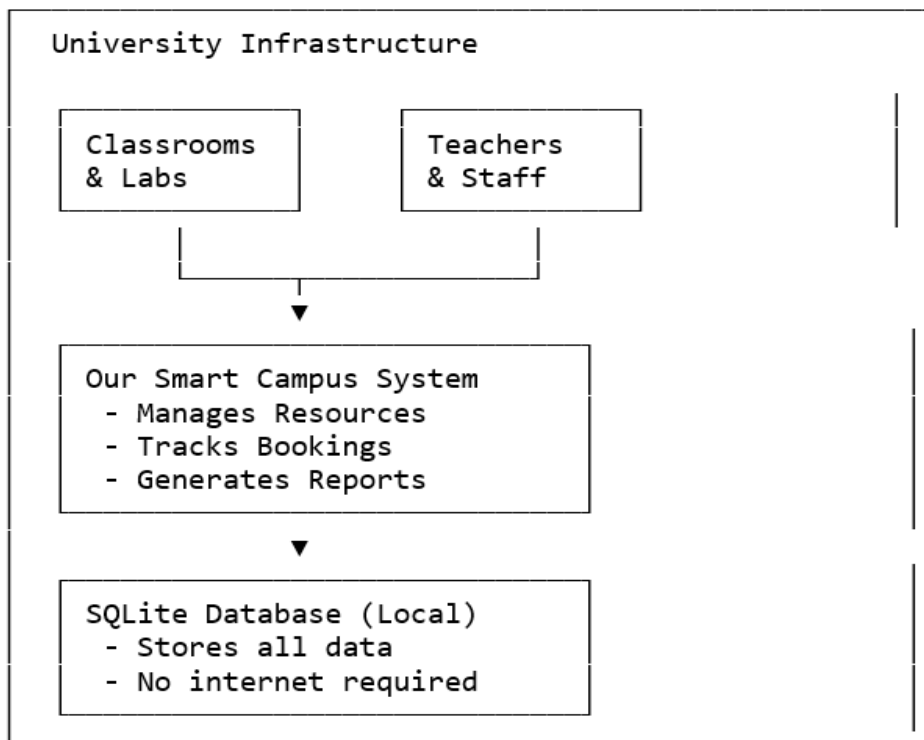 University Infrastructure
Classrooms
& Labs
Teachers
& Staff
Our Smart Campus System
- Manages Resources
- Tracks Bookings
- Generates Reports
SQLite Database (Local)
- Stores all data
- No internet required